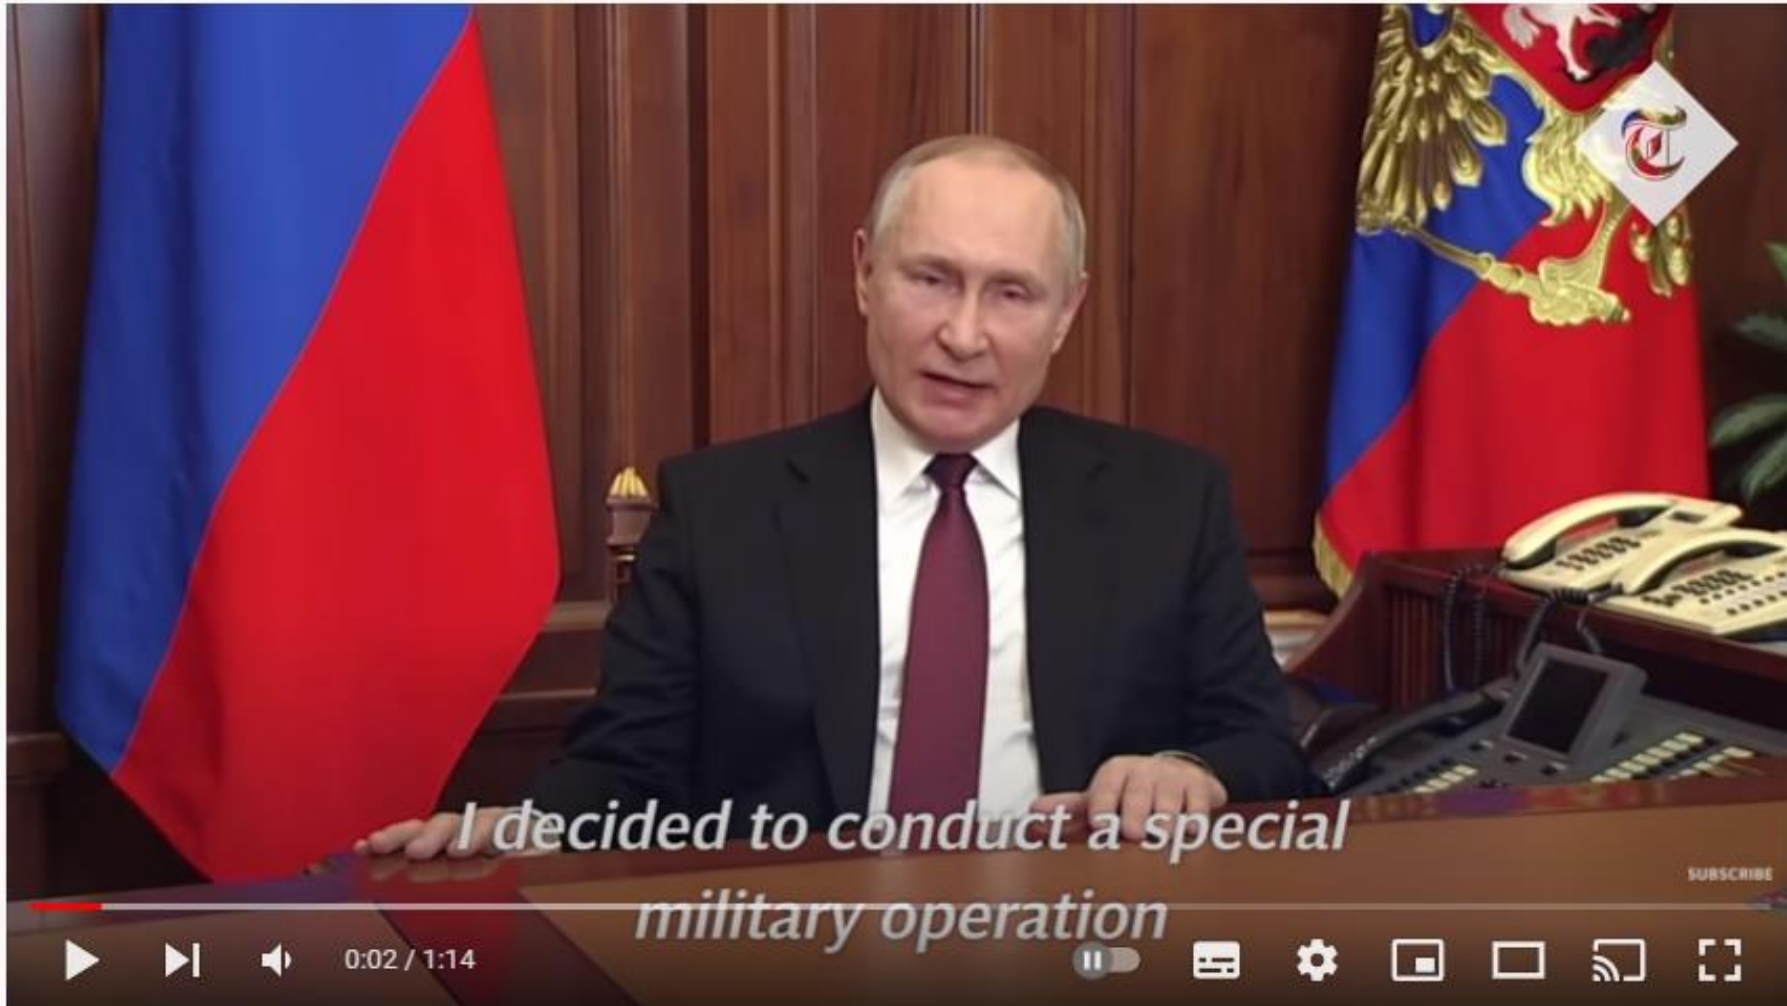 T
I decided to conduct a special
military operation
SUBSCRIBE
0:02 / 1:14